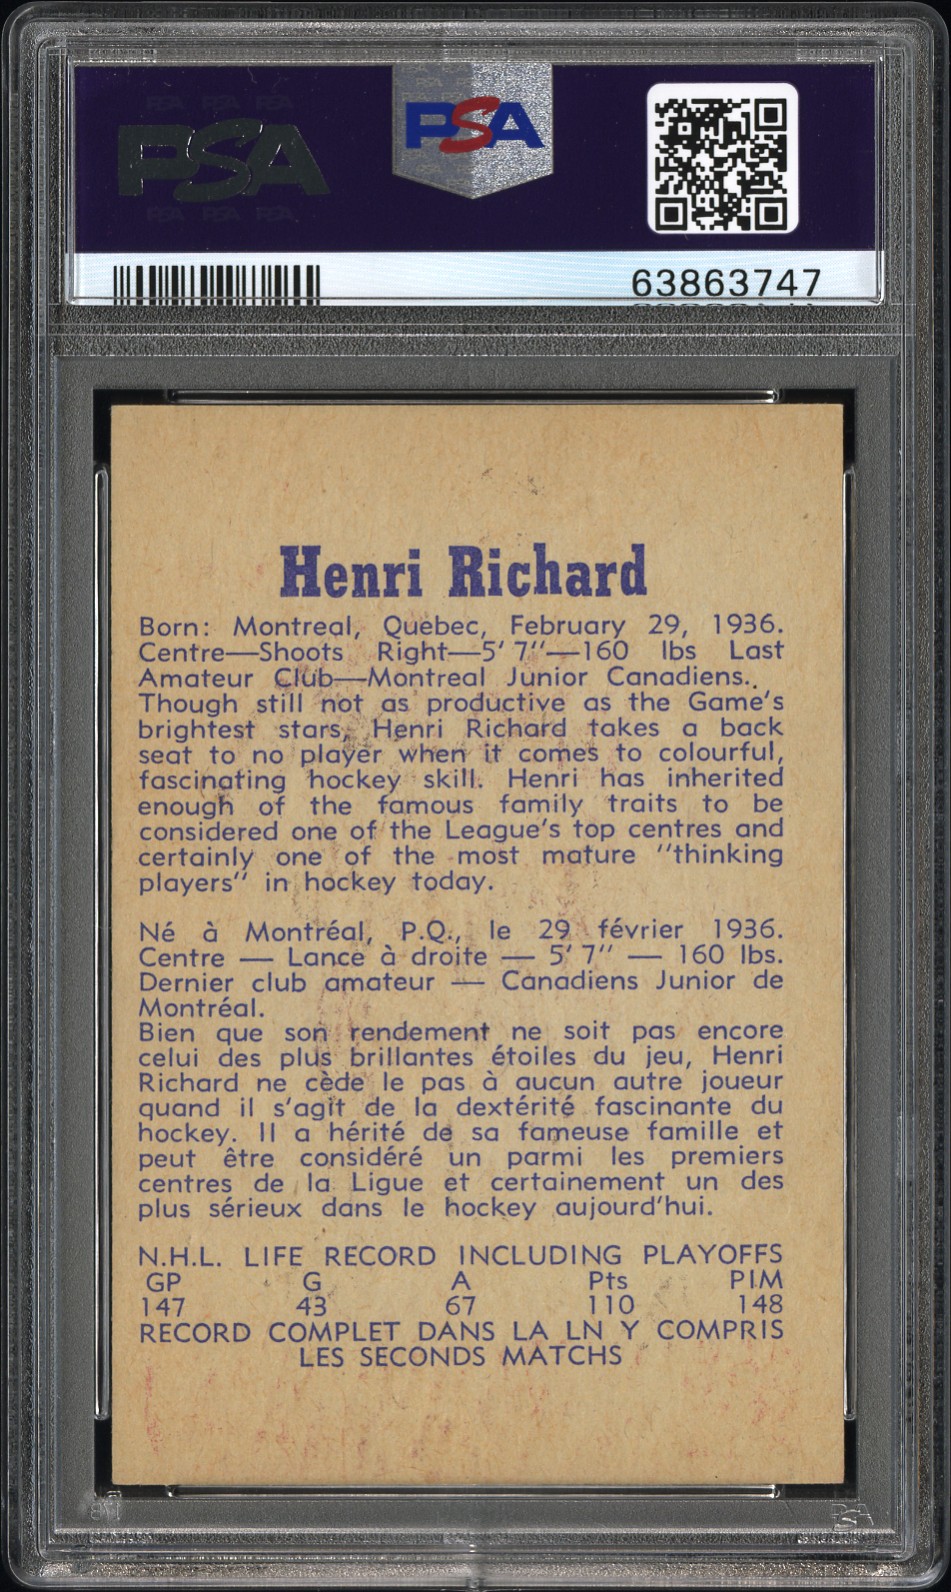 PSA PSA PSA
PSA
PSA PSA PSA
PSA
63863747
Henri Richard
Born: Montreal, Quebec, February 29, 1936.
Centre—Shoots Right—5' 7''—160 lbs Last
Amateur Club—Montreal Junior Canadiens..
Though still not as productive as the Game's
brightest stars, Henri Richard takes a back
seat to no player when it comes to colourful,
fascinating hockey skill. Henri has inherited
enough of the famous family traits to be
considered one of the League's top centres and
certainly one of the most mature ''thinking
players'' in hockey today.
Né à Montréal, P.Q., le 29 février 1936.
Centre — Lance à droite — 5' 7'' — 160 lbs.
Dernier club amateur — Canadiens Junior de
Montréal.
Bien que son rendement ne soit pas encore
celui des plus brillantes étoiles du jeu, Henri
Richard ne cède le pas à aucun autre joueur
quand il s'agit de la dextérité fascinante du
hockey. Il a hérité de sa fameuse famille et
peut être considéré un parmi les premiers
centres de la Ligue et certainement un des
plus sérieux dans le hockey aujourd'hui.
N.H.L. LIFE RECORD INCLUDING PLAYOFFS
GP G A Pts PIM
147 43 67 110 148
RECORD COMPLET DANS LA LN Y COMPRIS
LES SECONDS MATCHS
PSA